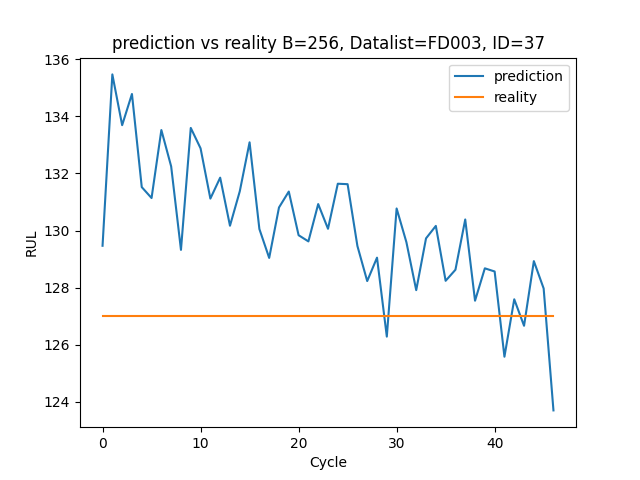 prediction vs reality B=256, Datalist=FD003, ID=37
prediction
reality
136
134
132
130
128
126
124
RUL
0 10 20 30 40
Cycle